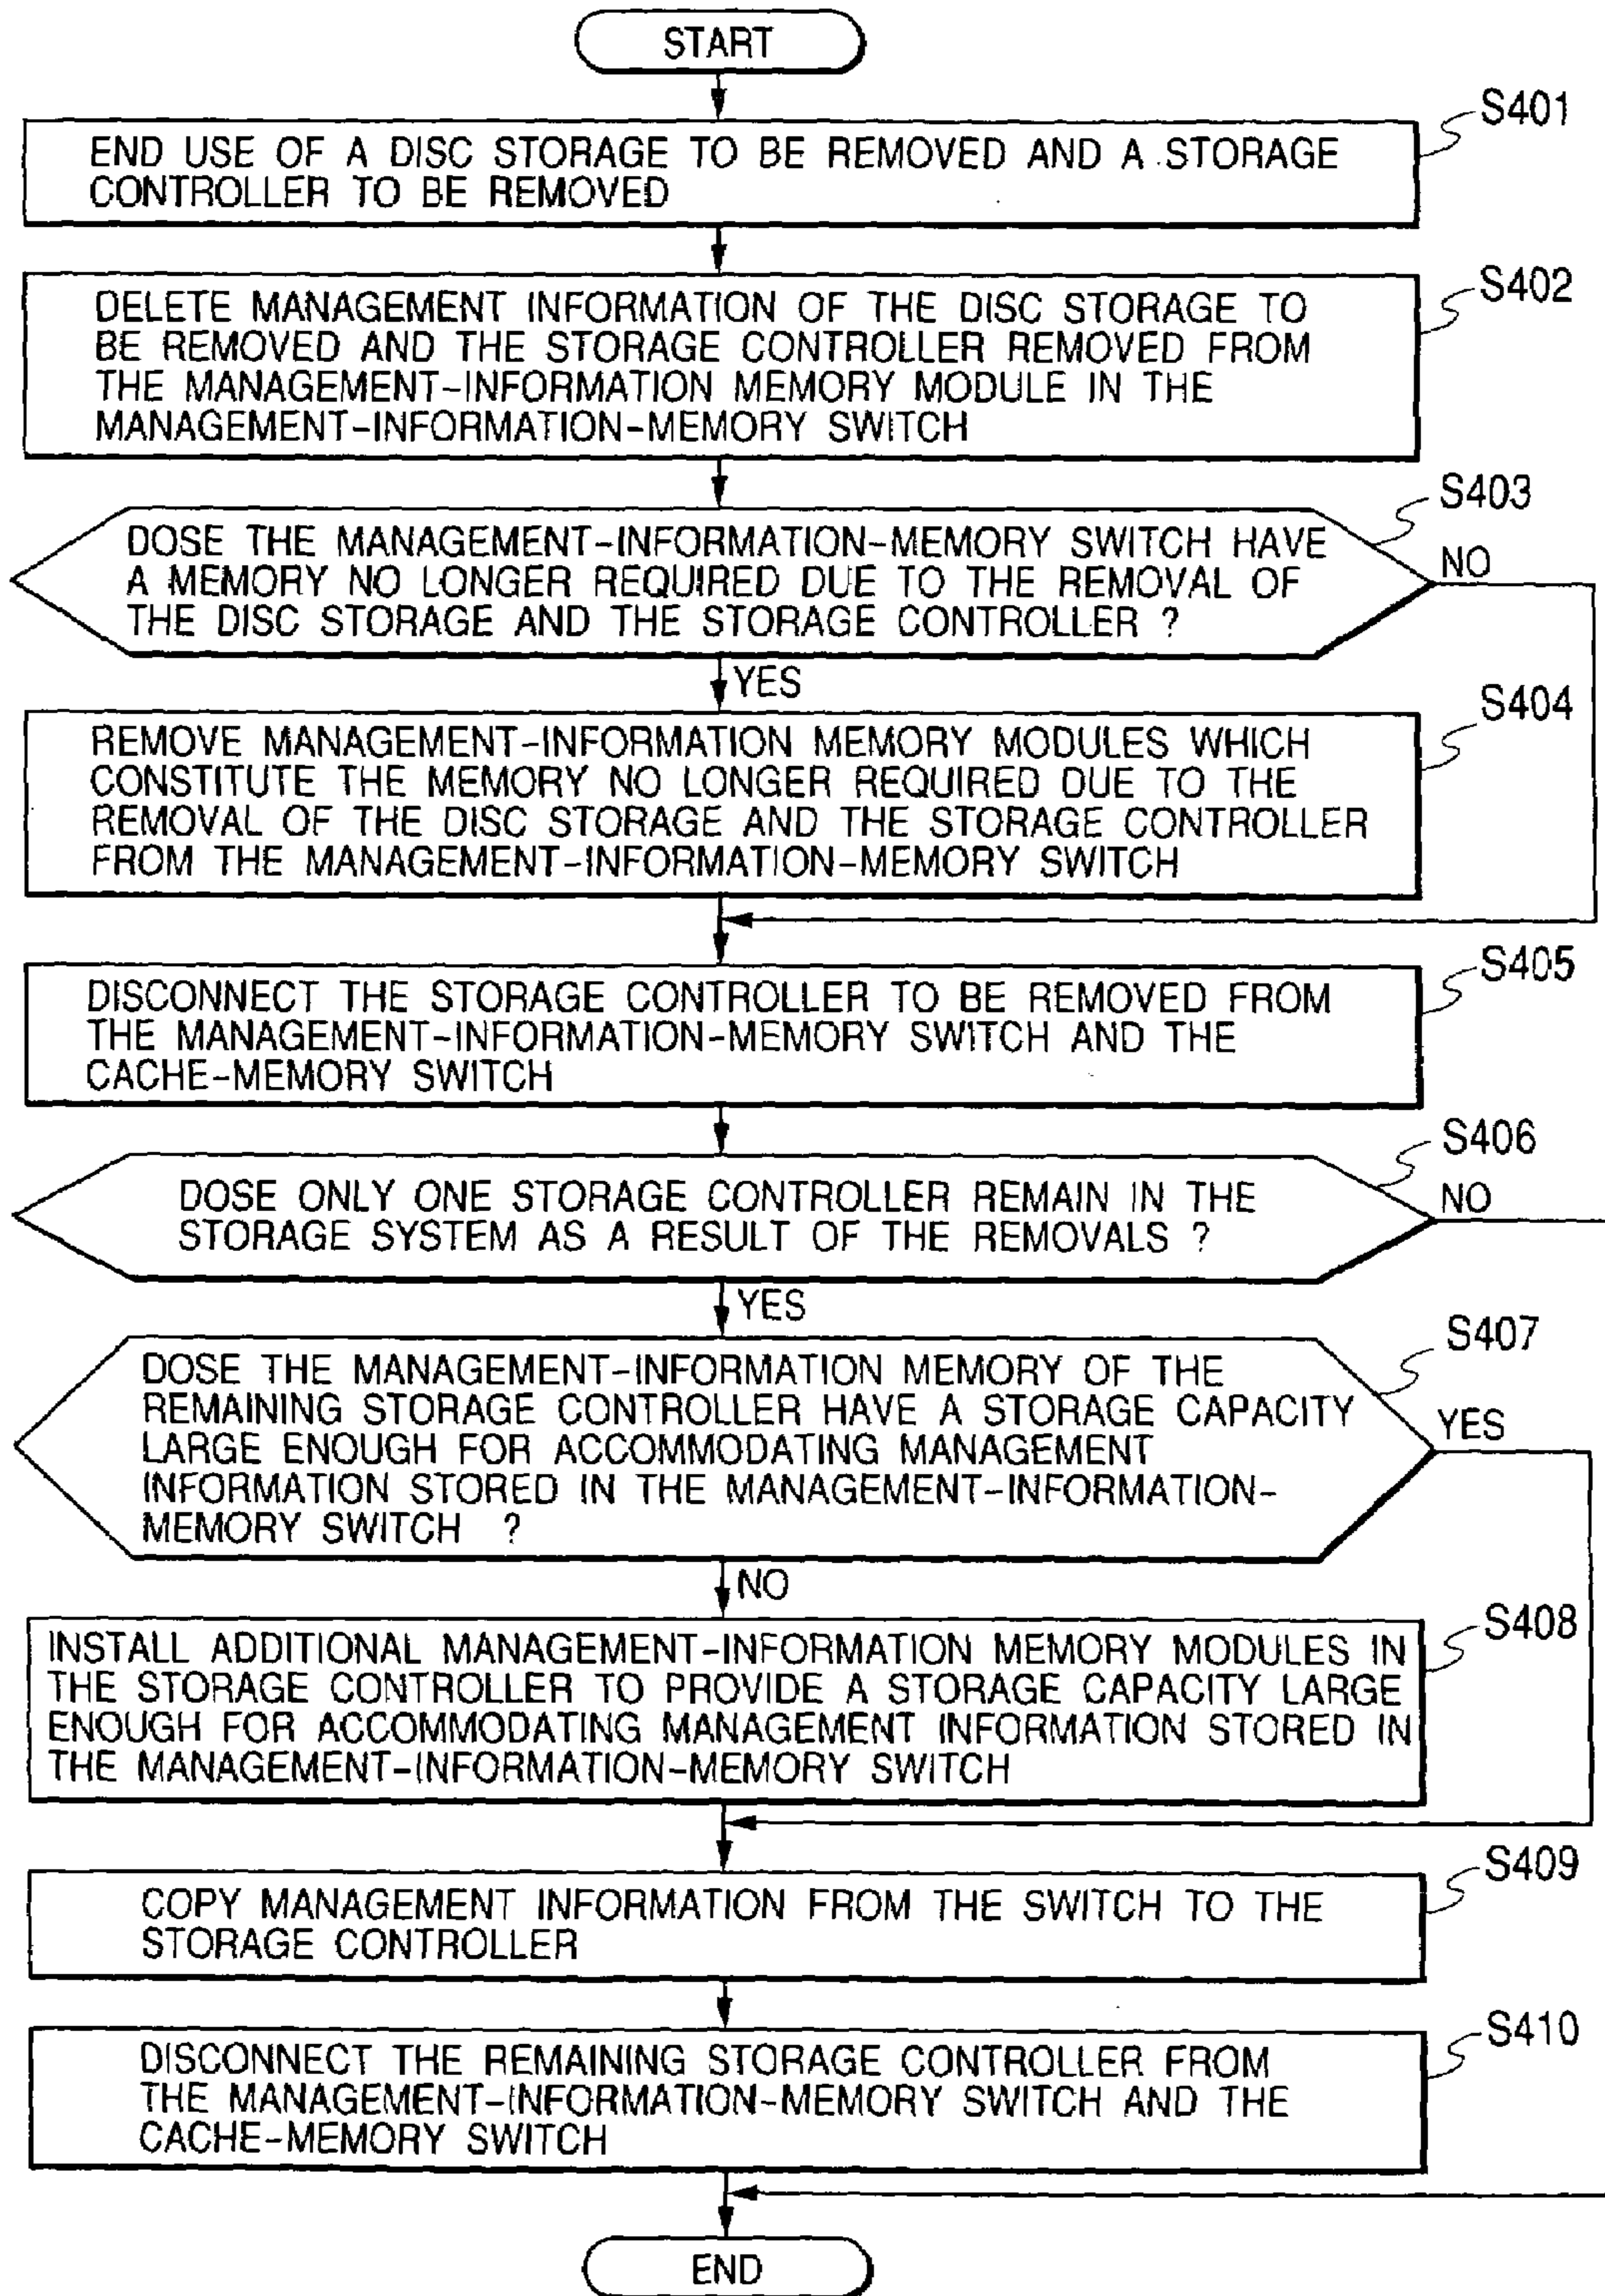 START
S401
END USE OF A DISC STORAGE TO BE REMOVED AND A STORAGE
CONTROLLER TO BE REMOVED
S402
DELETE MANAGEMENT INFORMATION OF THE DISC STORAGE TO
BE REMOVED AND THE STORAGE CONTROLLER REMOVED FROM
THE MANAGEMENT-INFORMATION MEMORY MODULE IN THE
MANAGEMENT-INFORMATION-MEMORY SWITCH
S403
DOSE THE MANAGEMENT-INFORMATION-MEMORY SWITCH HAVE
A MEMORY NO LONGER REQUIRED DUE TO THE REMOVAL OF
THE DISC STORAGE AND THE STORAGE CONTROLLER ?
NO
YES
S404
REMOVE MANAGEMENT-INFORMATION MEMORY MODULES WHICH
CONSTITUTE THE MEMORY NO LONGER REQUIRED DUE TO THE
REMOVAL OF THE DISC STORAGE AND THE STORAGE CONTROLLER
FROM THE MANAGEMENT-INFORMATION-MEMORY SWITCH
S405
DISCONNECT THE STORAGE CONTROLLER TO BE REMOVED FROM
THE MANAGEMENT-INFORMATION-MEMORY SWITCH AND THE
CACHE-MEMORY SWITCH
S406
DOSE ONLY ONE STORAGE CONTROLLER REMAIN IN THE
STORAGE SYSTEM AS A RESULT OF THE REMOVALS ?
NO
YES
S407
DOSE THE MANAGEMENT-INFORMATION MEMORY OF THE
REMAINING STORAGE CONTROLLER HAVE A STORAGE CAPACITY
LARGE ENOUGH FOR ACCOMMODATING MANAGEMENT
INFORMATION STORED IN THE MANAGEMENT-INFORMATION-
MEMORY SWITCH ?
YES
NO
S408
INSTALL ADDITIONAL MANAGEMENT-INFORMATION MEMORY MODULES IN
THE STORAGE CONTROLLER TO PROVIDE A STORAGE CAPACITY LARGE
ENOUGH FOR ACCOMMODATING MANAGEMENT INFORMATION STORED IN
THE MANAGEMENT-INFORMATION-MEMORY SWITCH
S409
COPY MANAGEMENT INFORMATION FROM THE SWITCH TO THE
STORAGE CONTROLLER
S410
DISCONNECT THE REMAINING STORAGE CONTROLLER FROM
THE MANAGEMENT-INFORMATION-MEMORY SWITCH AND THE
CACHE-MEMORY SWITCH
END